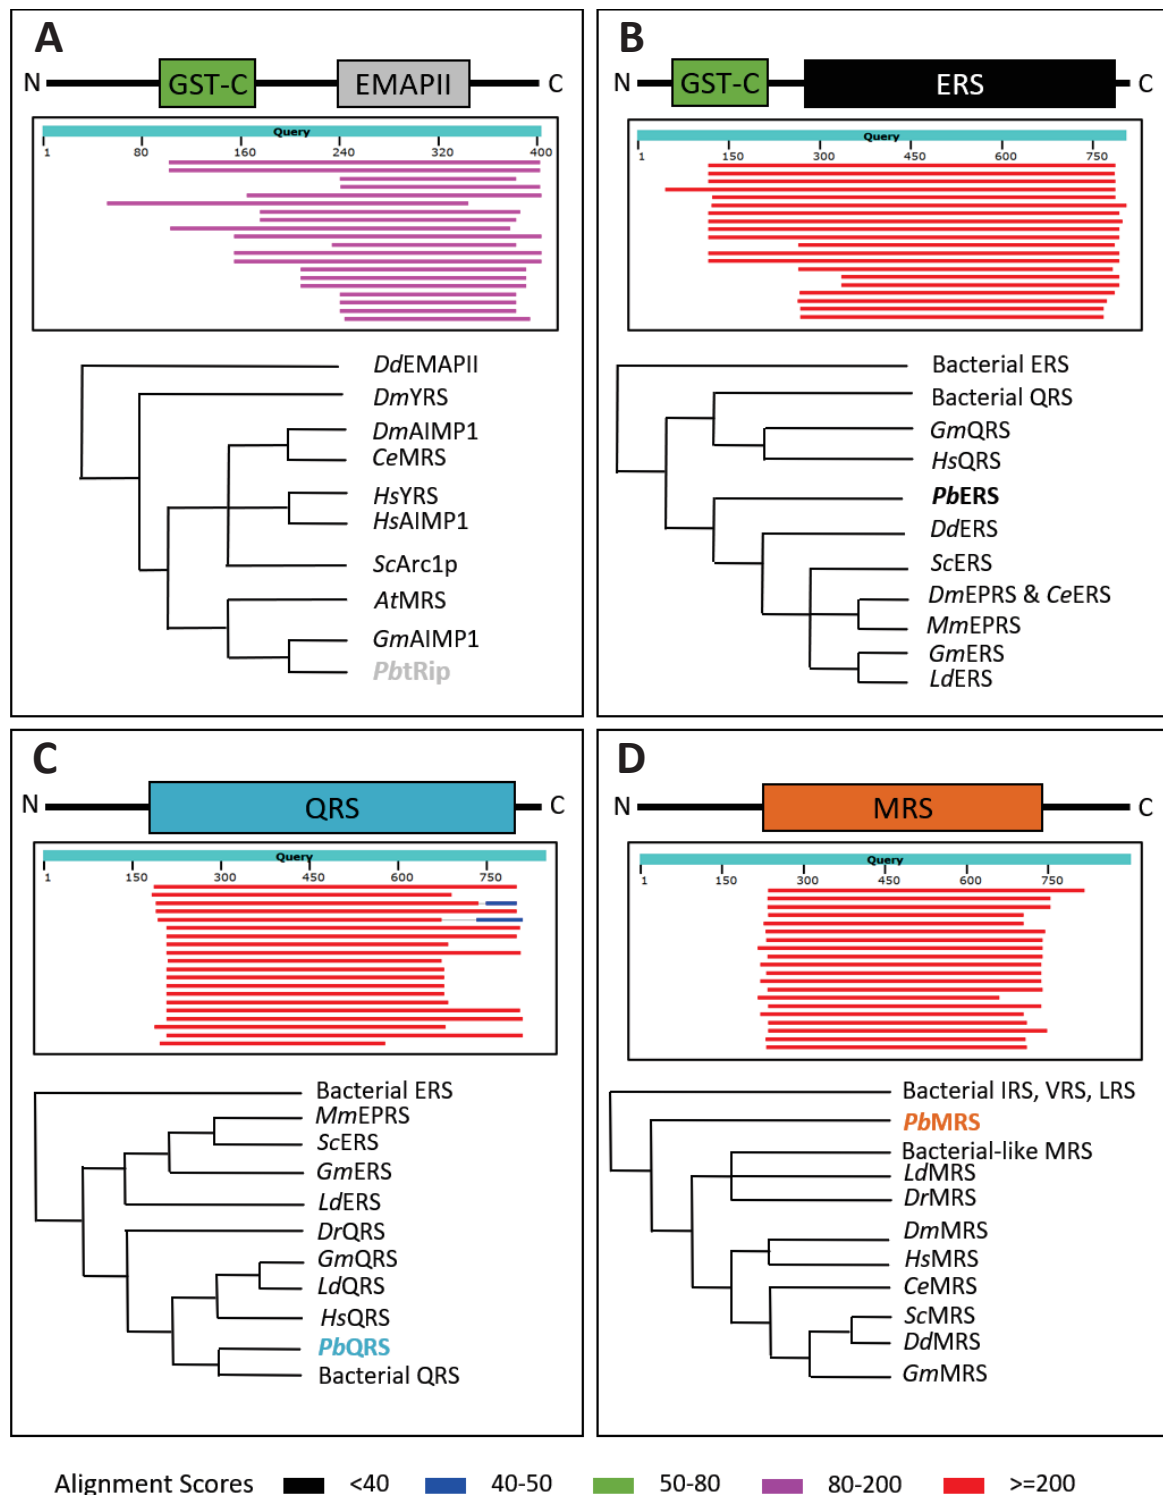 A
N GST-C EMAPII C
Query
1 80 160 240 320 400
DdEMAPII
DmYRS
DmAIMP1
CeMRS
HsYRS
HsAIMP1
ScArc1p
AtMRS
GmAIMP1
PbtRip
B
N GST-C ERS C
Query
1 150 300 450 600 750
Bacterial ERS
Bacterial QRS
GmQRS
HsQRS
PbERS
DdERS
ScERS
DmEPRS & CeERS
MmEPRS
GmERS
LdERS
C
N QRS C
Query
1 150 300 450 600 750
Bacterial ERS
MmEPRS
ScERS
GmERS
LdERS
DrQRS
GmQRS
LdQRS
HsQRS
PbQRS
Bacterial QRS
D
N MRS C
Query
1 150 300 450 600 750
Bacterial IRS, VRS, LRS
PbMRS
Bacterial-like MRS
LdMRS
DrMRS
DmMRS
HsMRS
CeMRS
ScMRS
DdMRS
GmMRS
Alignment Scores <40 40-50 50-80 80-200 >=200